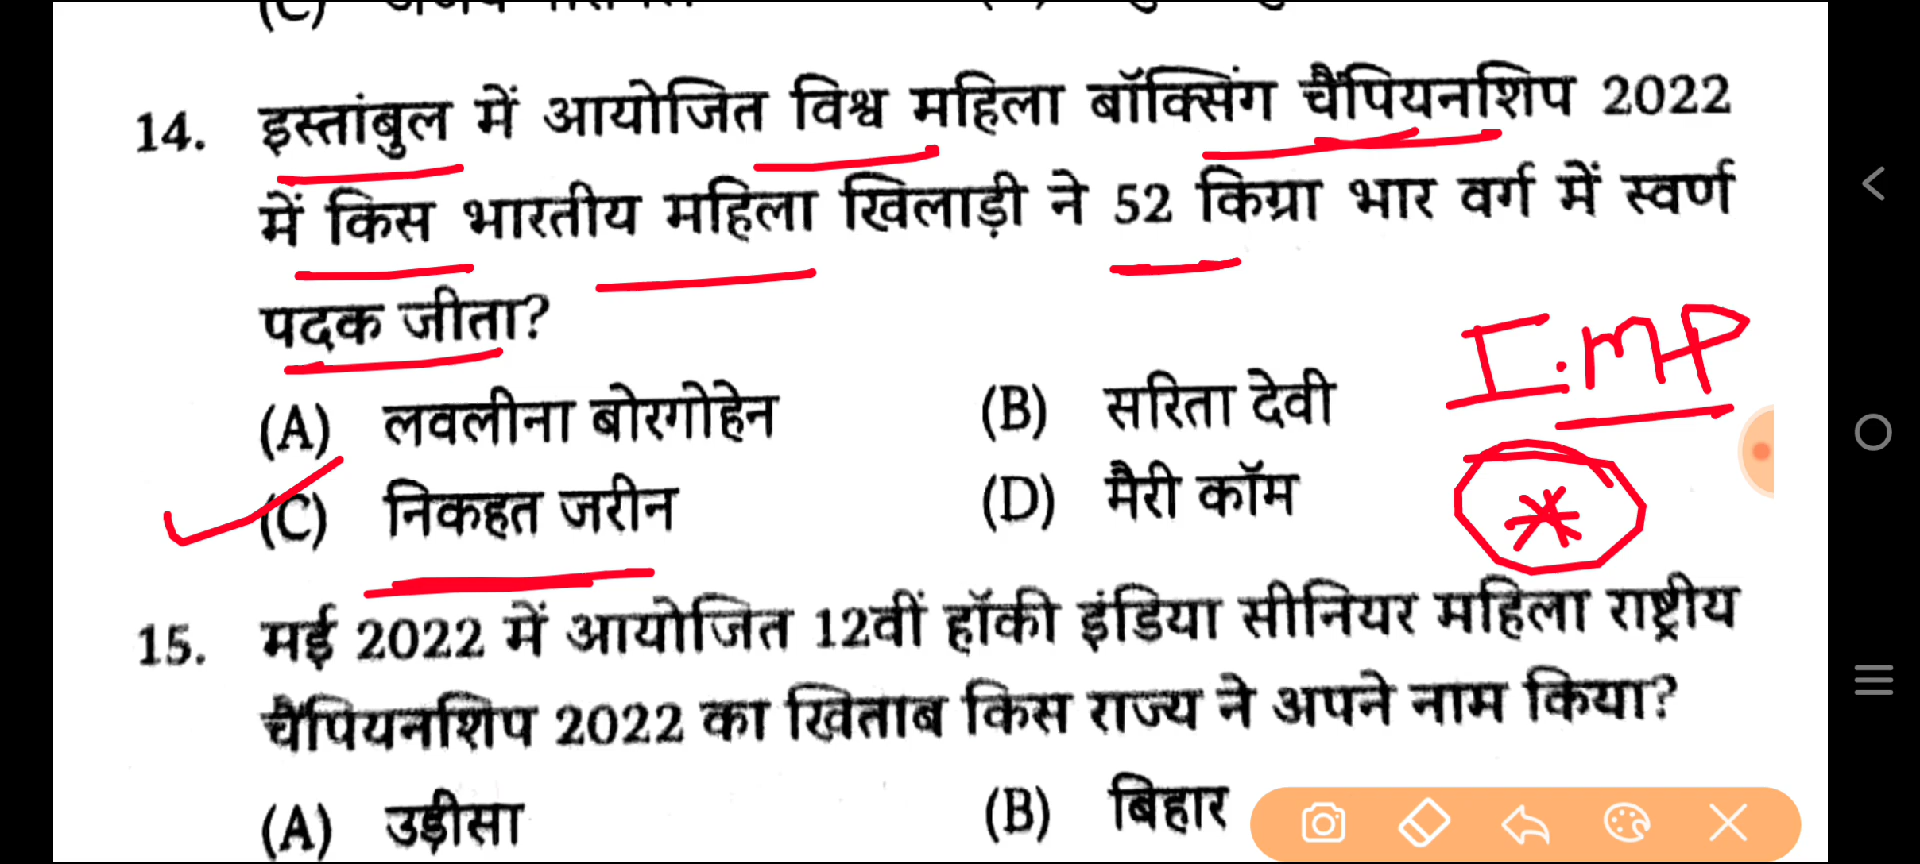 (C)
14. इस्तांबुल में आयोजित विश्व महिला बॉक्सिंग चैंपियनशिप 2022
में किस भारतीय महिला खिलाड़ी ने 52 किग्रा भार वर्ग में स्वर्ण
पदक जीता?
I.MP
(A) लवलीना बोरगोहेन (B) सरिता देवी
(C) निकहत जरीन (D) मैरी कॉम
15. मई 2022 में आयोजित 12वीं हॉकी इंडिया सीनियर महिला राष्ट्रीय
चैंपियनशिप 2022 का खिताब किस राज्य ने अपने नाम किया?
(A) उड़ीसा (B) बिहार